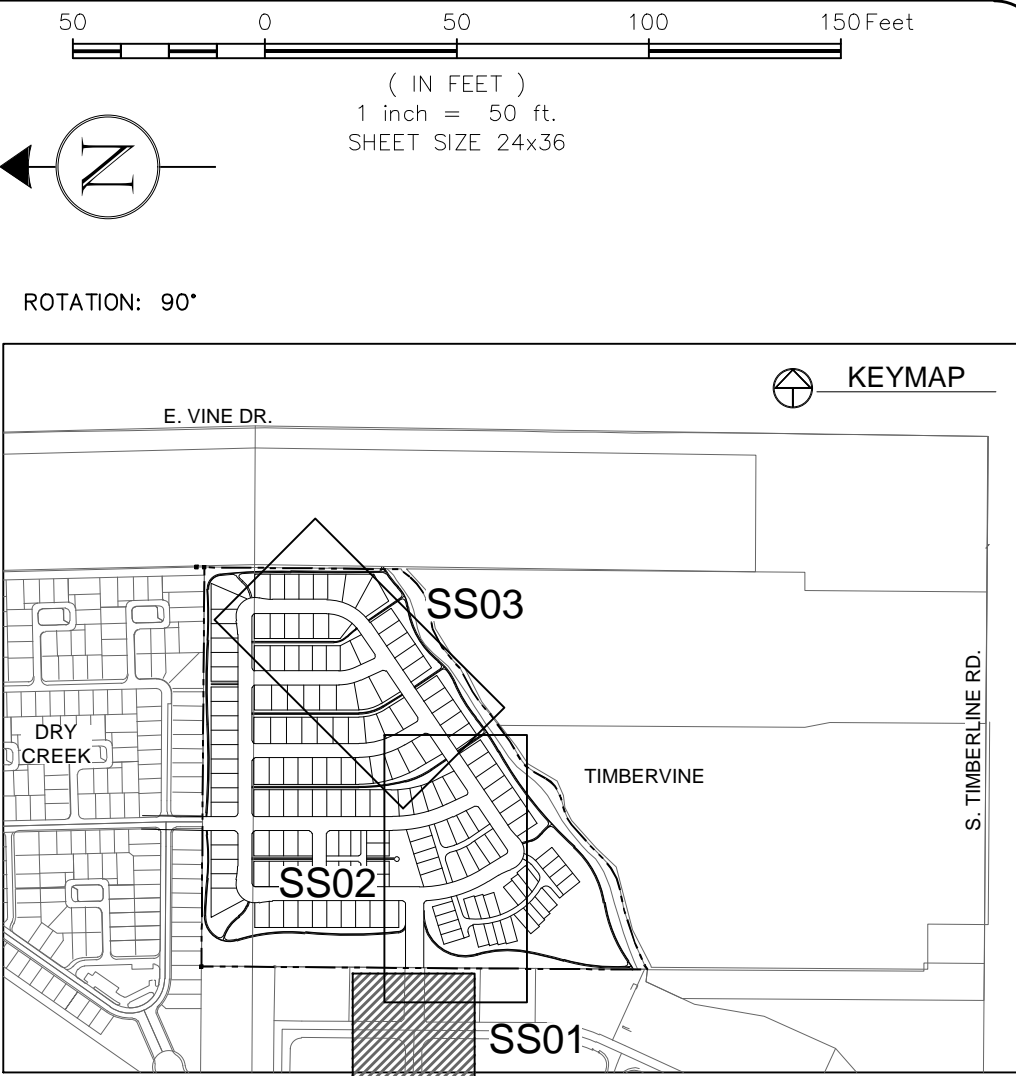 50 0 50 100 150 Feet
( IN FEET )
1 inch = 50 ft.
SHEET SIZE 24x36
N
ROTATION: 90°
KEYMAP
E. VINE DR.
SS03
S. TIMBERLINE RD.
DRY
CREEK
TIMBERVINE
SS02
SS01